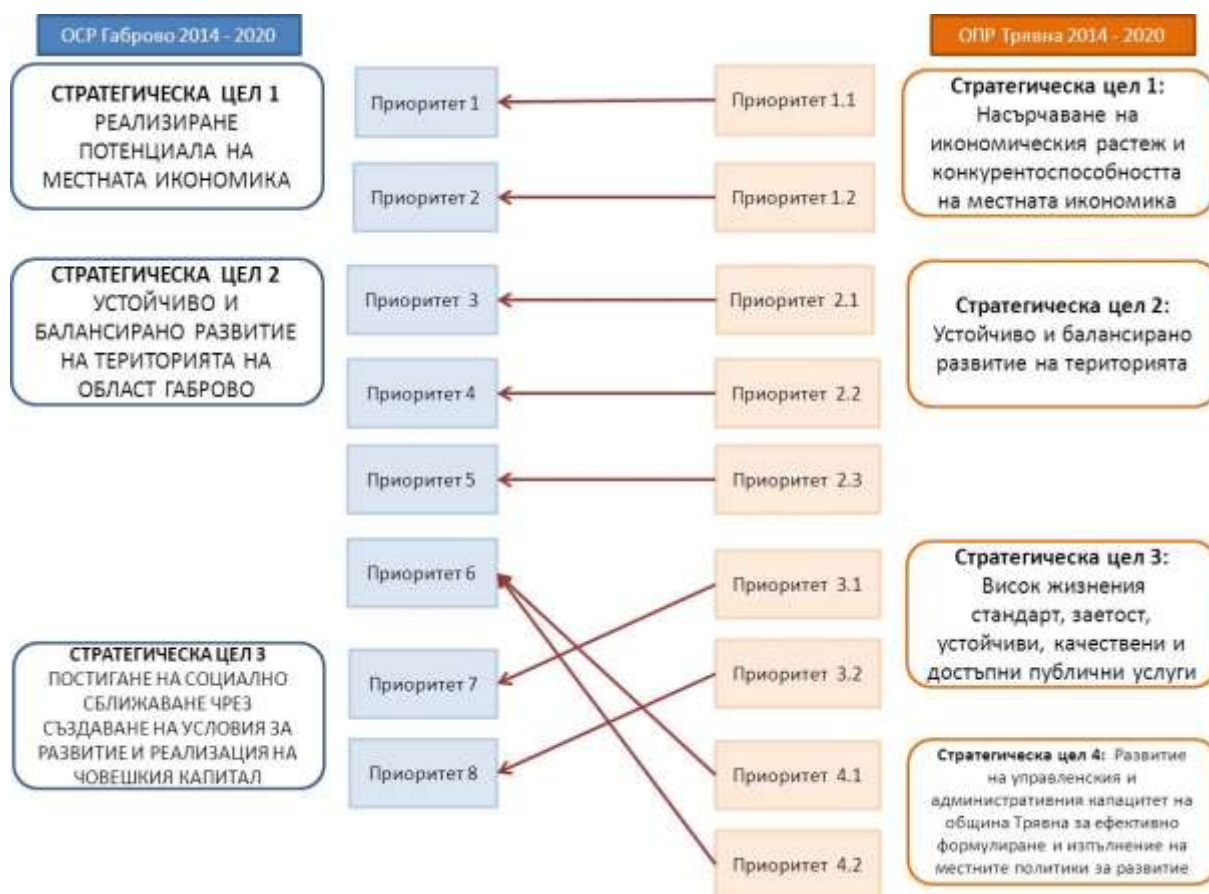 ОСР Габрово 2014 - 2020
СТРАТЕГИЧЕСКА ЦЕЛ 1
РЕАЛИЗИРАНЕ
ПОТЕНЦИАЛА НА
МЕСТНАТА ИКОНОМИКА
СТРАТЕГИЧЕСКА ЦЕЛ 2
УСТОЙЧИВО И
БАЛАНСИРАНО РАЗВИТИЕ
НА ТЕРИТОРИЯТА НА
ОБЛАСТ ГАБРОВО
СТРАТЕГИЧЕСКА ЦЕЛ 3
ПОСТИГАНЕ НА СОЦИАЛНО
СБЛИЖАВАНЕ ЧРЕЗ
СЪЗДАВАНЕ НА УСЛОВИЯ ЗА
РАЗВИТИЕ И РЕАЛИЗАЦИЯ НА
ЧОВЕШКИЯ КАПИТАЛ
Приоритет 1
Приоритет 2
Приоритет 3
Приоритет 4
Приоритет 5
Приоритет 6
Приоритет 7
Приоритет 8
Приоритет 1.1
Приоритет 1.2
Приоритет 2.1
Приоритет 2.2
Приоритет 2.3
Приоритет 3.1
Приоритет 3.2
Приоритет 4.1
Приоритет 4.2
ОПР Трявна 2014 - 2020
Стратегическа цел 1:
Насърчаване на
икономическия растеж и
конкурентоспособността
на местната икономика
Стратегическа цел 2:
Устойчиво и балансирано
развитие на територията
Стратегическа цел 3:
Висок жизнения
стандарт, заетост,
устойчиви, качествени и
достъпни публични услуги
Стратегическа цел 4: Развитие
на управленския и
административния капацитет на
община Трявна за ефективно
формулиране и изпълнение на
местните политики за развитие